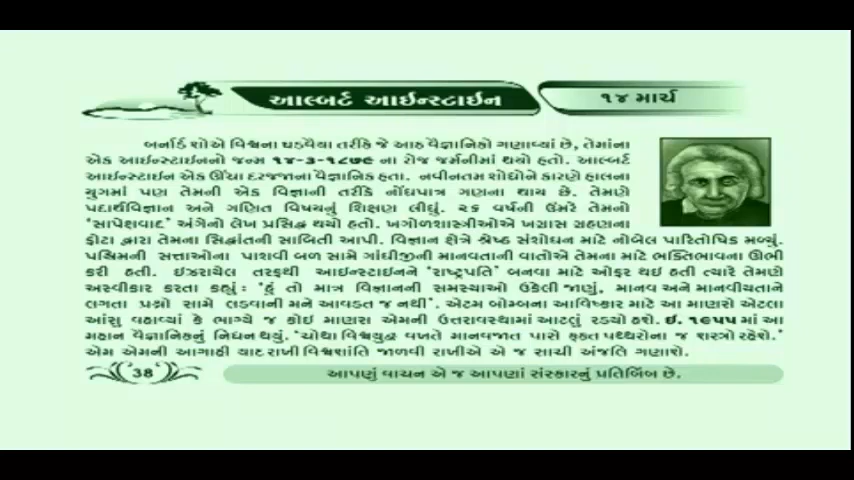 આલ્બર્ટ આઈન્સ્ટાઈન
૧૪ માર્ચ
બર્નાર્ડ શોએ વિશ્વના ઘડવૈયા તરીકે જે આઠ વૈજ્ઞાનિકો ગણાવ્યાં છે, તેમાંના
એક આઈન્સ્ટાઈનનો જન્મ ૧૪-૩-૧૮૭૯ ના રોજ જર્મનીમાં થયો હતો. આલ્બર્ટ
આઈન્સ્ટાઈન એક ઊંચા દરજ્જાના વૈજ્ઞાનિક હતા. નવીનતમ શોધોને કારણે હાલના
યુગમાં પણ તેમની એક વિજ્ઞાની તરીકે નોંધપાત્ર ગણના થાય છે. તેમણે
પદાર્થવિજ્ઞાન અને ગણિત વિષયનું શિક્ષણ લીધું. ૨૬ વર્ષની ઉંમરે તેમનો
'સાપેક્ષવાદ' અંગેનો લેખ પ્રસિદ્ધ થયો હતો. ખગોળશાસ્ત્રીઓએ ખગ્રાસ ગ્રહણના
ફોટા દ્વારા તેમના સિદ્ધાંતની સાબિતી આપી. વિજ્ઞાન ક્ષેત્રે શ્રેષ્ઠ સંશોધન માટે નોબેલ પારિતોષિક મળ્યું.
પશ્ચિમની સત્તાઓના પાશવી બળ સામે ગાંધીજીની માનવતાની વાતોએ તેમના માટે ભક્તિભાવના ઊભી
કરી હતી. ઈઝરાયેલ તરફથી આઈન્સ્ટાઈનને 'રાષ્ટ્રપતિ' બનવા માટે ઓફર થઈ હતી ત્યારે તેમણે
અસ્વીકાર કરતા કહ્યું : 'હું તો માત્ર વિજ્ઞાનની સમસ્યાઓ ઉકેલી જાણું, માનવ અને માનવીયતાને
લગતા પ્રશ્નો સામે લડવાની મને આવડત જ નથી'. એટમ બોમ્બના આવિષ્કાર માટે આ માણસે એટલા
આંસુ વહાવ્યાં કે ભાગ્યે જ કોઈ માણસ એમની ઉત્તરાવસ્થામાં આટલું રડ્યો હશે. ઈ. ૧૯૫૫ માં આ
મહાન વૈજ્ઞાનિકનું નિધન થયું. 'ચોથા વિશ્વયુદ્ધ વખતે માનવજાત પાસે ફક્ત પથ્થરોના જ શસ્ત્રો રહેશે.'
એમ એમની આગાહી યાદ રાખી વિશ્વશાંતિ જાળવી રાખીએ એ જ સાચી અંજલિ ગણાશે.
38
આપણું વાચન એ જ આપણાં સંસ્કારનું પ્રતિબિંબ છે.